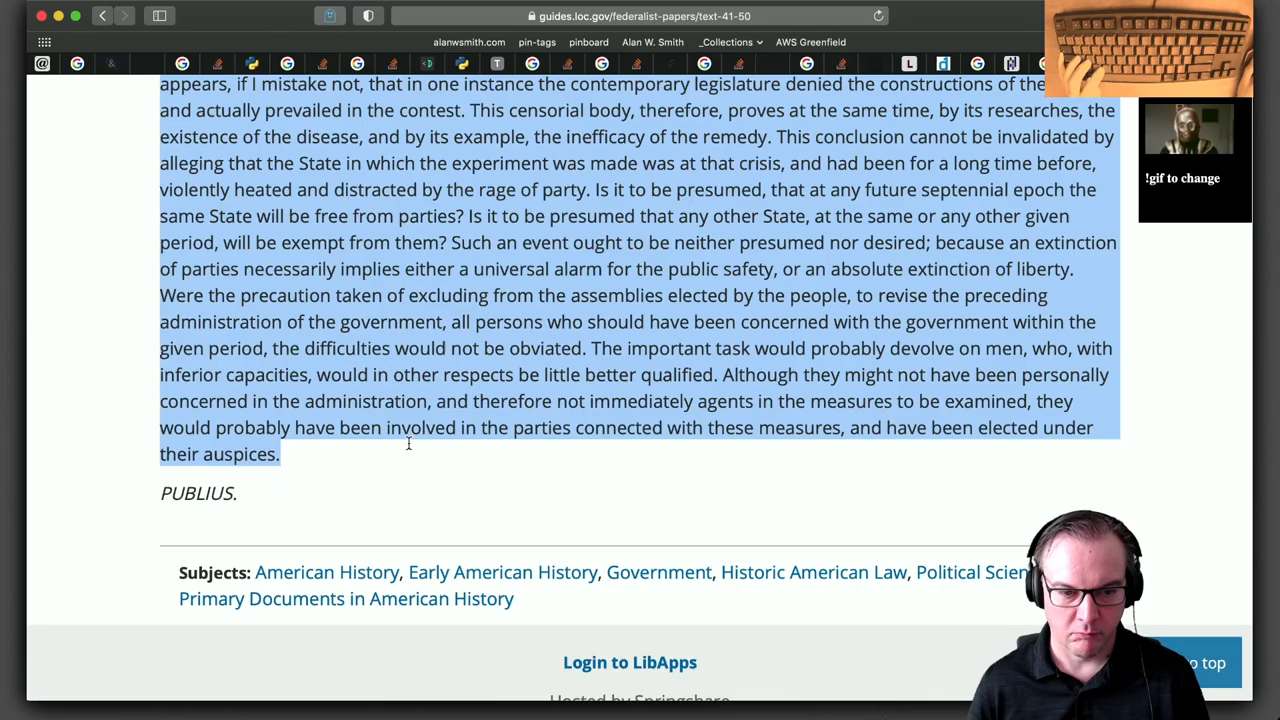 guides.loc.gov/federalist-papers/text-41-50
alanwsmith.com pin-tags pinboard Alan W. Smith _Collections AWS Greenfield
appears, if I mistake not, that in one instance the contemporary legislature denied the constructions of the
and actually prevailed in the contest. This censorial body, therefore, proves at the same time, by its researches, the
existence of the disease, and by its example, the inefficacy of the remedy. This conclusion cannot be invalidated by
alleging that the State in which the experiment was made was at that crisis, and had been for a long time before,
violently heated and distracted by the rage of party. Is it to be presumed, that at any future septennial epoch the
same State will be free from parties? Is it to be presumed that any other State, at the same or any other given
period, will be exempt from them? Such an event ought to be neither presumed nor desired; because an extinction
of parties necessarily implies either a universal alarm for the public safety, or an absolute extinction of liberty.
Were the precaution taken of excluding from the assemblies elected by the people, to revise the preceding
administration of the government, all persons who should have been concerned with the government within the
given period, the difficulties would not be obviated. The important task would probably devolve on men, who, with
inferior capacities, would in other respects be little better qualified. Although they might not have been personally
concerned in the administration, and therefore not immediately agents in the measures to be examined, they
would probably have been involved in the parties connected with these measures, and have been elected under
their auspices.
PUBLIUS.
!gif to change
Subjects: American History, Early American History, Government, Historic American Law, Political Scien
Primary Documents in American History
Login to LibApps
Hosted by Springshare
to top